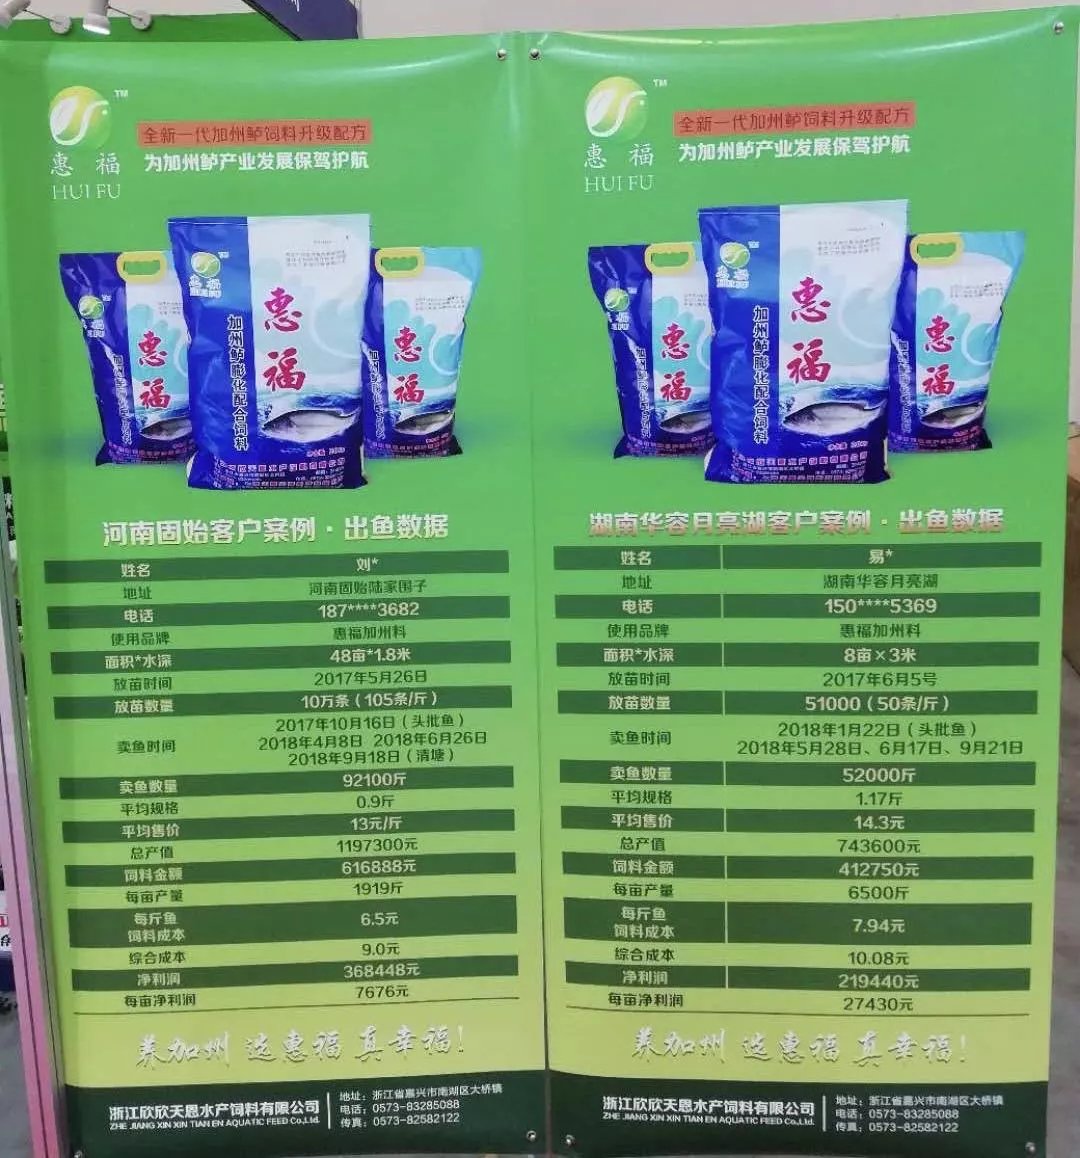 TM
惠 福
HUI FU
全新一代加州鲈饲料升级配方
为加州鲈产业发展保驾护航
惠福
加州鲈膨化配合饲料
河南固始客户案例·出鱼数据
姓名 刘*
地址 河南固始陆家围子
电话 187****3682
使用品牌 惠福加州料
面积*水深 48亩*1.8米
放苗时间 2017年5月26日
放苗数量 10万条（105条/斤）
卖鱼时间 2017年10月16日（头批鱼）
2018年4月8日 2018年6月26日
2018年9月18日（清塘）
卖鱼数量 92100斤
平均规格 0.9斤
平均售价 13元/斤
总产值 1197300元
饲料金额 616888元
每亩产量 1919斤
每斤鱼
饲料成本 6.5元
综合成本 9.0元
净利润 368448元
每亩净利润 7676元
养加州 选惠福 真幸福！
浙江欣欣天恩水产饲料有限公司
ZHE JIANG XIN XIN TIAN EN AQUATIC FEED Co.,Ltd.
地址：浙江省嘉兴市南湖区大桥镇
电话：0573-83285088
传真：0573-82582122
TM
惠 福
HUI FU
全新一代加州鲈饲料升级配方
为加州鲈产业发展保驾护航
惠福
加州鲈膨化配合饲料
湖南华容月亮湖客户案例·出鱼数据
姓名 易*
地址 湖南华容月亮湖
电话 150****5369
使用品牌 惠福加州料
面积*水深 8亩×3米
放苗时间 2017年6月5号
放苗数量 51000（50条/斤）
卖鱼时间 2018年1月22日（头批鱼）
2018年5月28日、6月17日、9月21日
卖鱼数量 52000斤
平均规格 1.17斤
平均售价 14.3元
总产值 743600元
饲料金额 412750元
每亩产量 6500斤
每斤鱼
饲料成本 7.94元
综合成本 10.08元
净利润 219440元
每亩净利润 27430元
养加州 选惠福 真幸福！
浙江欣欣天恩水产饲料有限公司
ZHE JIANG XIN XIN TIAN EN AQUATIC FEED Co.,Ltd.
地址：浙江省嘉兴市南湖区大桥镇
电话：0573-83285088
传真：0573-82582122